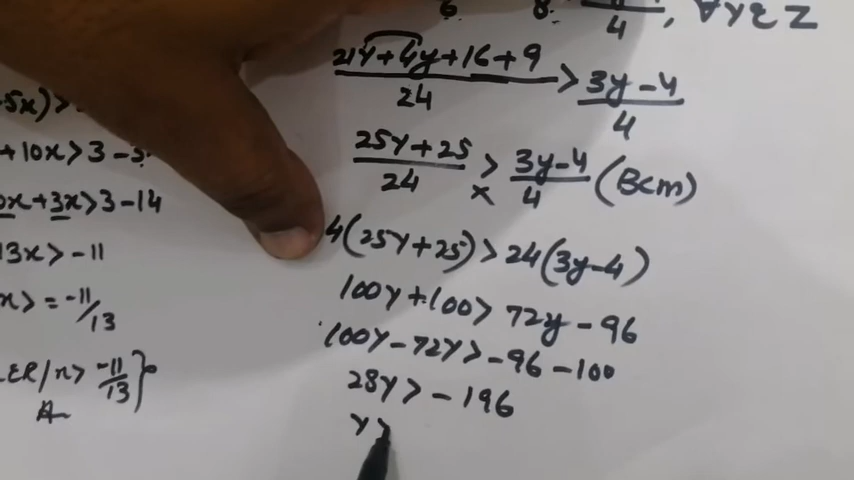 6 8 4 , ∀ Y ∈ Z
21Y+4y+16+9 / 24 > 3y-4 / 4
25Y+25 / 24 > 3y-4 / 4 (BCM)
×
4(25Y+25) > 24(3y-4)
100Y+100 > 72y-96
100Y-72Y > -96-100
28Y > -196
Y >
5x) >
+10x > 3-5
x+3x > 3-14
13x > -11
x > = -11/13
ER/x > -11/13}
A